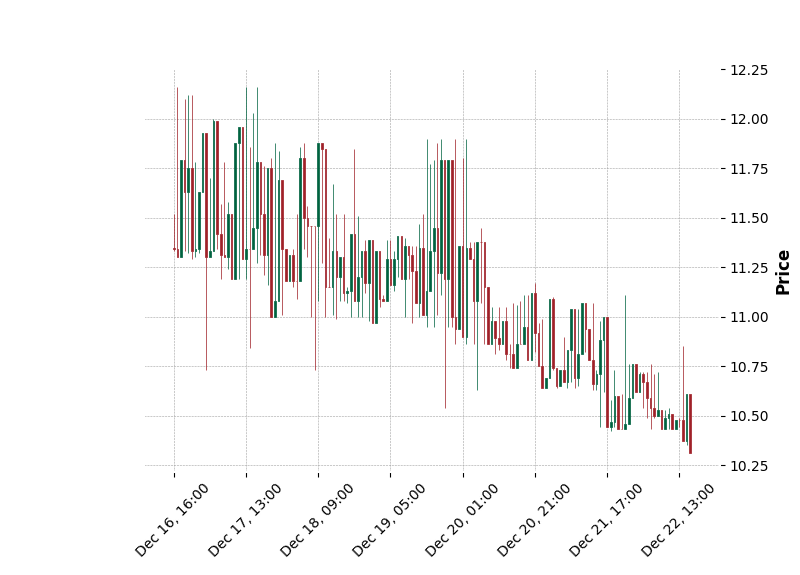 12.25
12.00
11.75
11.50
11.25
11.00
10.75
10.50
10.25
Price
Dec 16, 16:00
Dec 17, 13:00
Dec 18, 09:00
Dec 19, 05:00
Dec 20, 01:00
Dec 20, 21:00
Dec 21, 17:00
Dec 22, 13:00